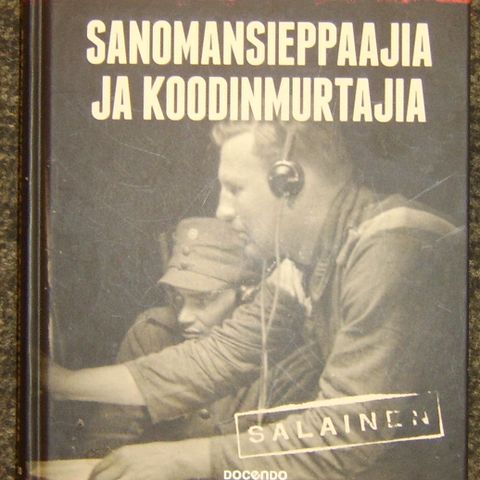 SANOMANSIEPPAAJIA
JA KOODINMURTAJIA
SALAINEN
DOCENDO